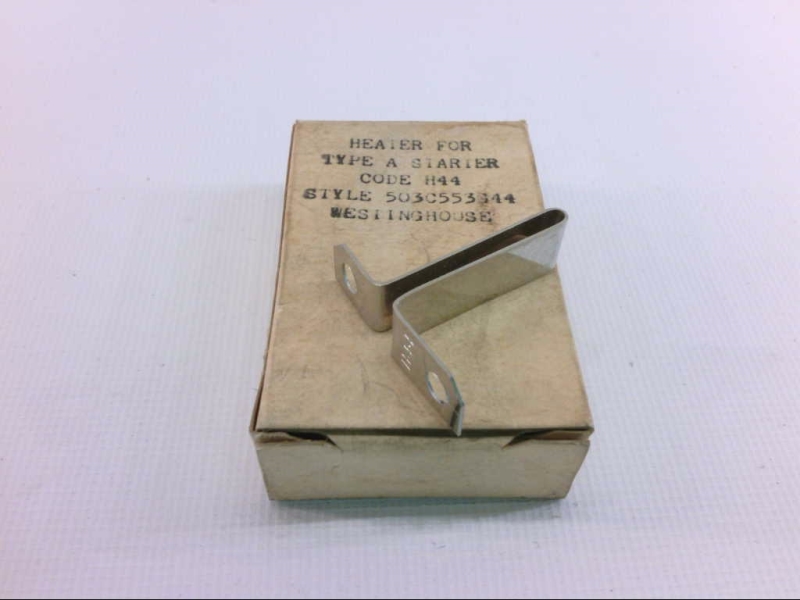 HEATER FOR
TYPE A STARTER
CODE H44
STYLE 503C553G44
WESTINGHOUSE